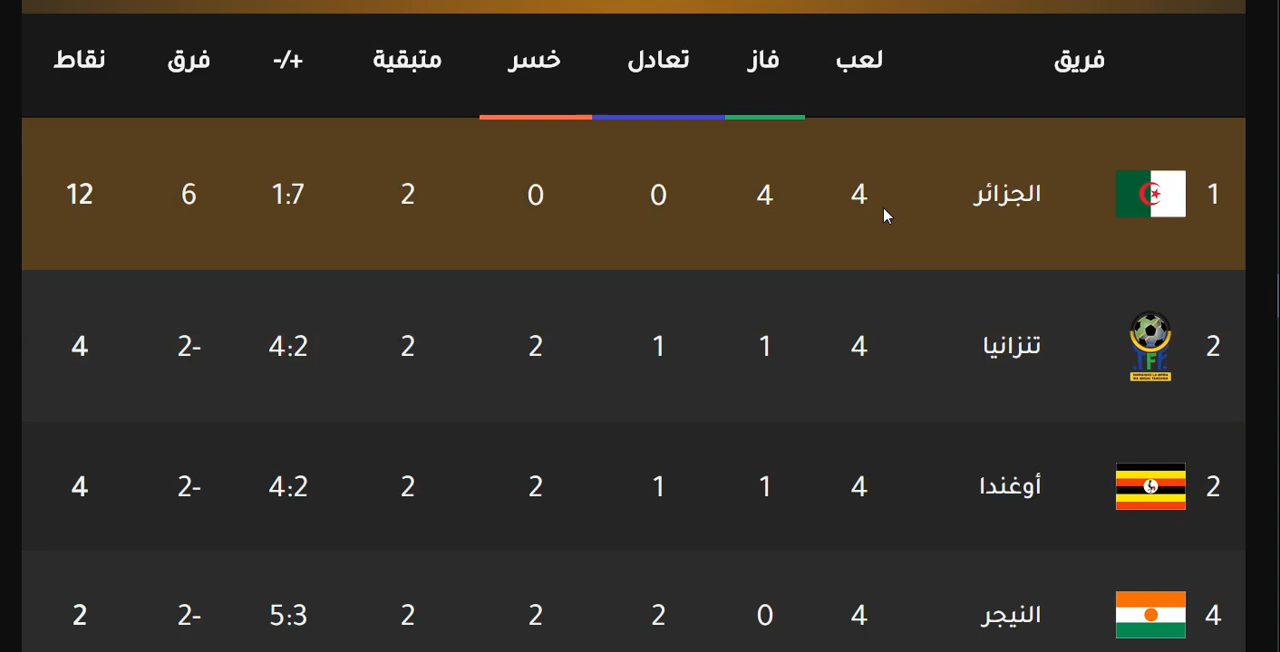 فريق لعب فاز تعادل خسر متبقية +/- فرق نقاط
1 الجزائر 4 4 0 0 2 1:7 6 12
2 تنزانيا 4 1 1 2 2 4:2 2- 4
2 أوغندا 4 1 1 2 2 4:2 2- 4
4 النيجر 4 0 2 2 2 5:3 2- 2